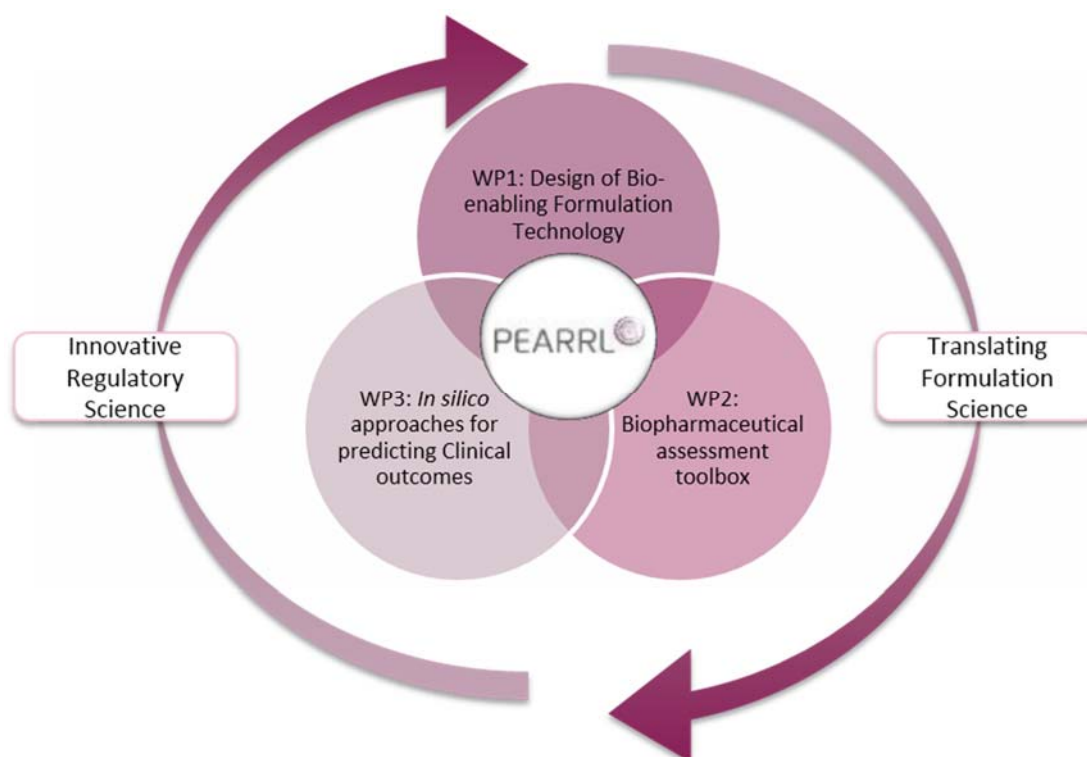 WP1: Design of Bio-
enabling Formulation
Technology
PEARRL
Innovative
Regulatory
Science
Translating
Formulation
Science
WP3: In silico
approaches for
predicting Clinical
outcomes
WP2:
Biopharmaceutical
assessment
toolbox